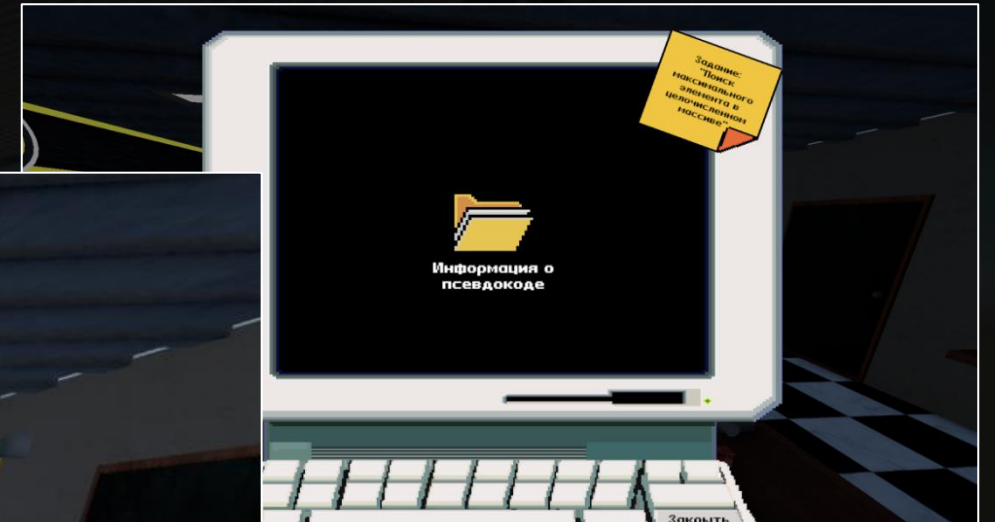 Задание:
"Поиск
максимального
элемента в
целочисленном
массиве"
Информация о
псевдокоде
Закрыть